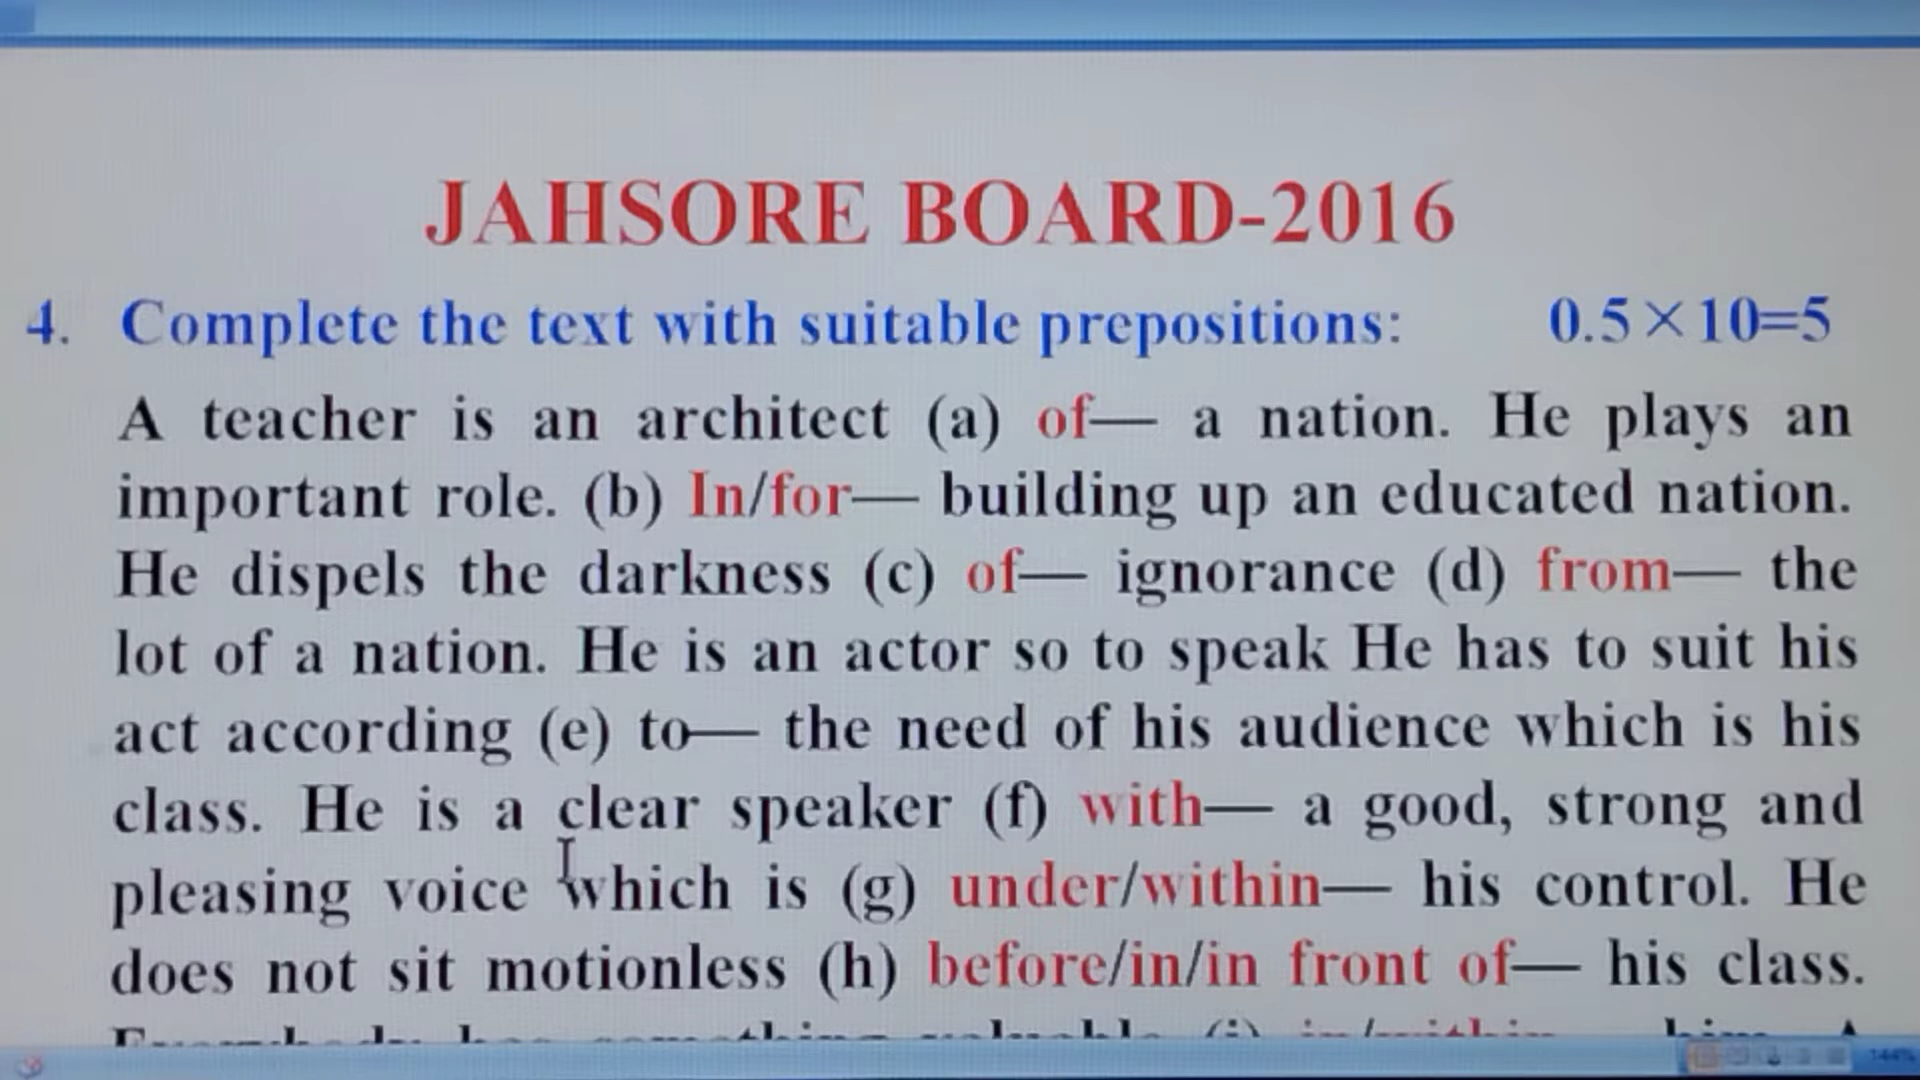 JAHSORE BOARD-2016
4. Complete the text with suitable prepositions: 0.5×10=5
A teacher is an architect (a) of— a nation. He plays an
important role. (b) In/for— building up an educated nation.
He dispels the darkness (c) of— ignorance (d) from— the
lot of a nation. He is an actor so to speak He has to suit his
act according (e) to— the need of his audience which is his
class. He is a clear speaker (f) with— a good, strong and
pleasing voice which is (g) under/within— his control. He
does not sit motionless (h) before/in/in front of— his class.
144%